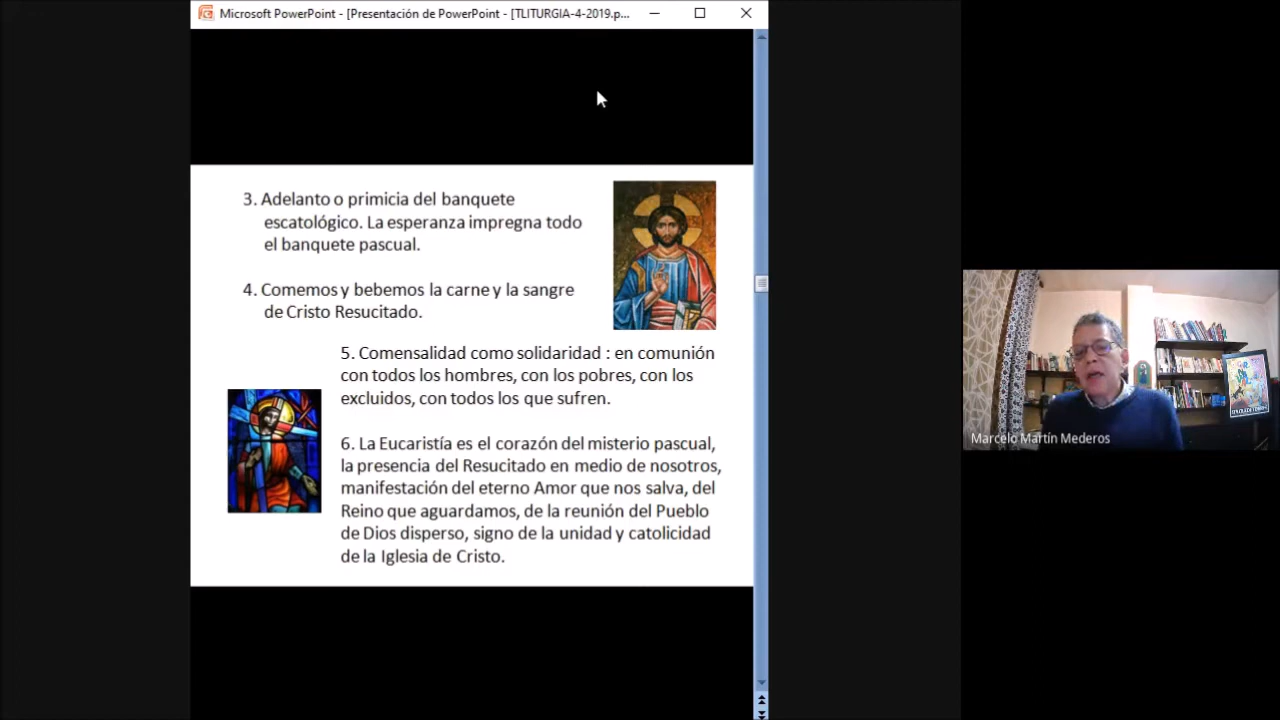 Microsoft PowerPoint - [Presentación de PowerPoint - [TLITURGIA-4-2019.p...
3. Adelanto o primicia del banquete
escatológico. La esperanza impregna todo
el banquete pascual.
4. Comemos y bebemos la carne y la sangre
de Cristo Resucitado.
5. Comensalidad como solidaridad : en comunión
con todos los hombres, con los pobres, con los
excluidos, con todos los que sufren.
6. La Eucaristía es el corazón del misterio pascual,
la presencia del Resucitado en medio de nosotros,
manifestación del eterno Amor que nos salva, del
Reino que aguardamos, de la reunión del Pueblo
de Dios disperso, signo de la unidad y catolicidad
de la Iglesia de Cristo.
Marcelo Martín Mederos